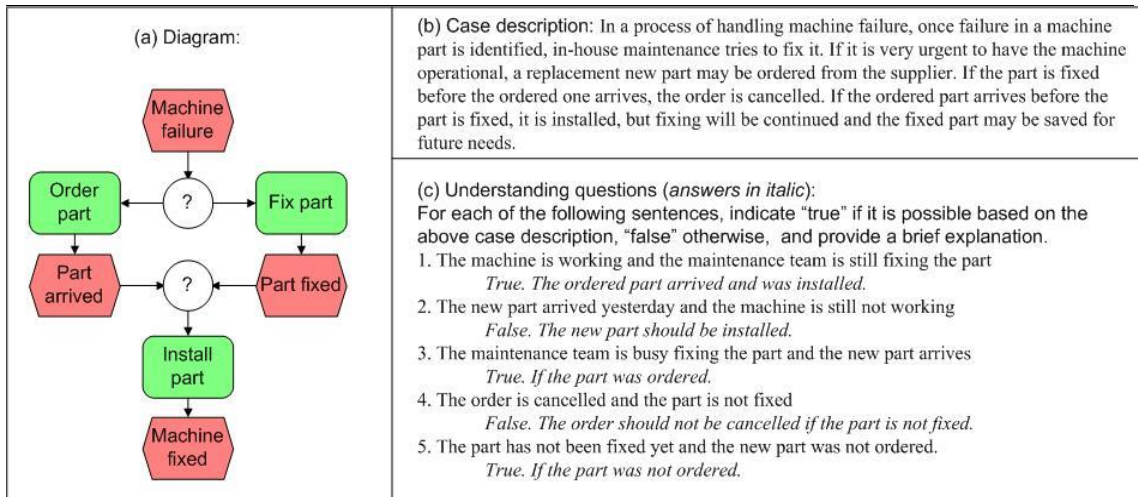 (a) Diagram:
Machine
failure
Order
part
?
Fix part
Part
arrived
?
Part fixed
Install
part
Machine
fixed
(b) Case description: In a process of handling machine failure, once failure in a machine
part is identified, in-house maintenance tries to fix it. If it is very urgent to have the machine
operational, a replacement new part may be ordered from the supplier. If the part is fixed
before the ordered one arrives, the order is cancelled. If the ordered part arrives before the
part is fixed, it is installed, but fixing will be continued and the fixed part may be saved for
future needs.
(c) Understanding questions (answers in italic):
For each of the following sentences, indicate “true” if it is possible based on the
above case description, “false” otherwise, and provide a brief explanation.
1. The machine is working and the maintenance team is still fixing the part
True. The ordered part arrived and was installed.
2. The new part arrived yesterday and the machine is still not working
False. The new part should be installed.
3. The maintenance team is busy fixing the part and the new part arrives
True. If the part was ordered.
4. The order is cancelled and the part is not fixed
False. The order should not be cancelled if the part is not fixed.
5. The part has not been fixed yet and the new part was not ordered.
True. If the part was not ordered.